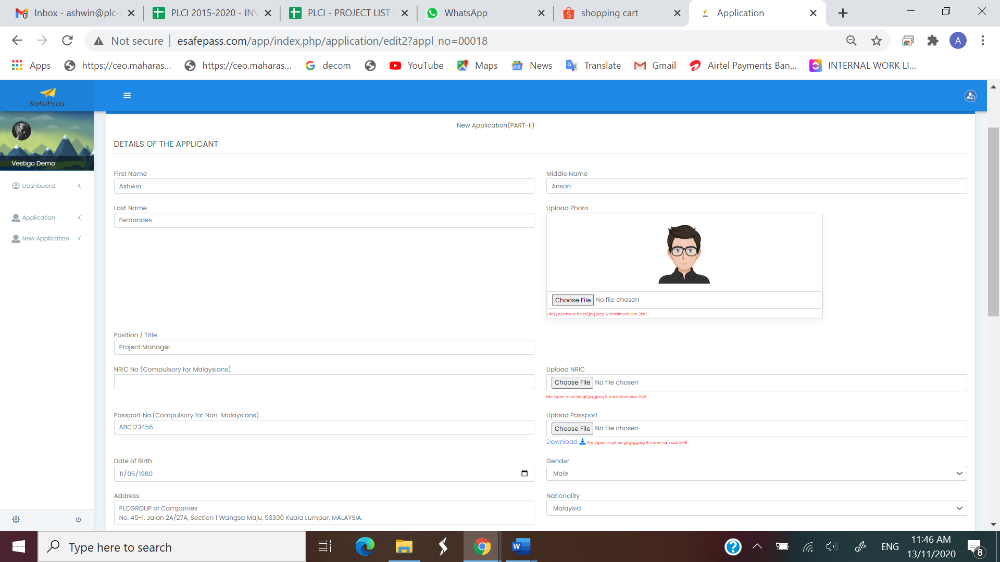 Inbox - ashwin@plc-
PLCI 2015-2020 - INV
PLCI - PROJECT LIST
WhatsApp
shopping cart
Application
Not secure
esafepass.com/app/index.php/application/edit2?appl_no=00018
A
Apps
https://ceo.maharas...
https://ceo.maharas...
decom
YouTube
Maps
News
Translate
Gmail
Airtel Payments Ban...
INTERNAL WORK LI...
SafePass
Vestigo Demo
Dashboard
Application
New Application
New Application(PART-II)
DETAILS OF THE APPLICANT
First Name
Middle Name
Ashwin
Anson
Last Name
Upload Photo
Fernandes
Choose File No file chosen
File types must be gif,jpg,jpeg & maximum size 2MB
Position / Title
Project Manager
NRIC No (Compulsory for Malaysians)
Upload NRIC
Choose File No file chosen
File types must be gif,jpg,jpeg & maximum size 2MB
Passport No.(Compulsory for Non-Malaysians)
Upload Passport
ABC123456
Choose File No file chosen
Download File types must be gif,jpg,jpeg & maximum size 2MB
Date of Birth
Gender
11/05/1980
Male
Address
Nationality
PLCGROUP of Companies
No. 45-1, Jalan 2A/27A, Section 1 Wangsa Maju, 53300 Kuala Lumpur, MALAYSIA.
Malaysia
Type here to search
ENG
11:46 AM
13/11/2020
8